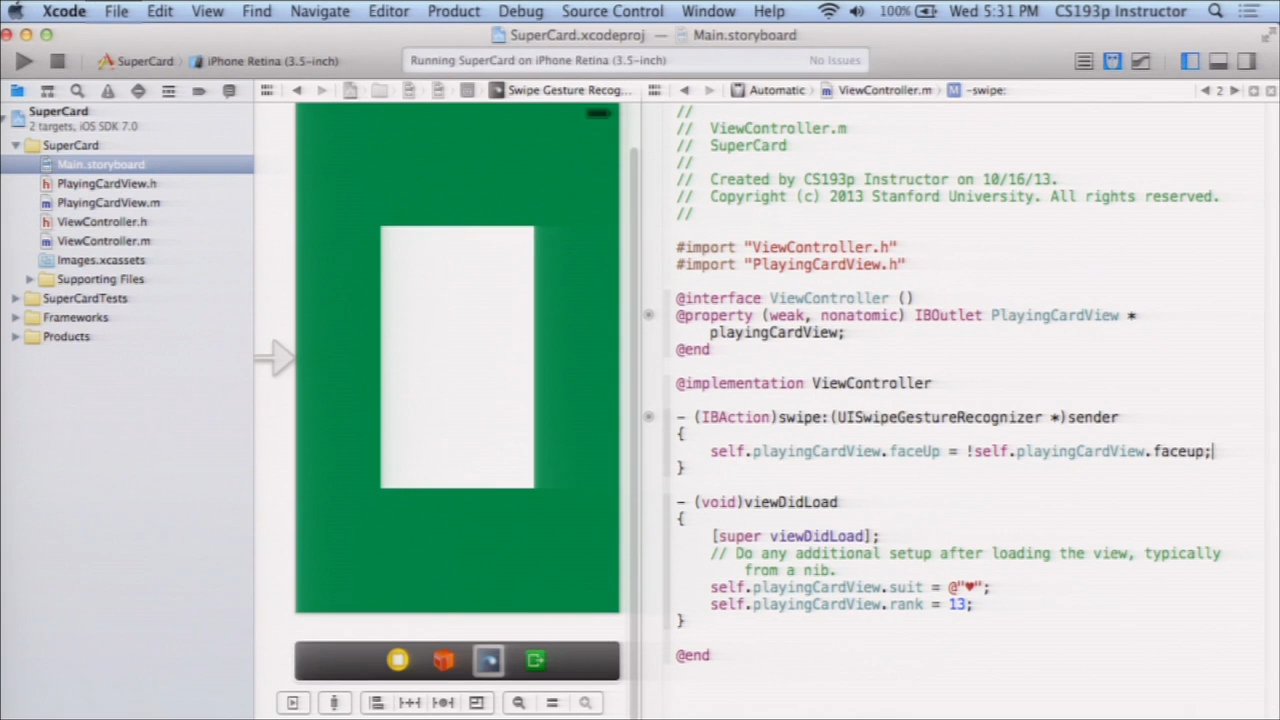 Xcode File Edit View Find Navigate Editor Product Debug Source Control Window Help 100% Wed 5:31 PM CS193p Instructor
SuperCard.xcodeproj — Main.storyboard
SuperCard iPhone Retina (3.5-inch) Running SuperCard on iPhone Retina (3.5-inch) No Issues
Swipe Gesture Recog... Automatic ViewController.m M -swipe: 2
SuperCard
2 targets, iOS SDK 7.0
SuperCard
Main.storyboard
h PlayingCardView.h
m PlayingCardView.m
h ViewController.h
m ViewController.m
Images.xcassets
Supporting Files
SuperCardTests
Frameworks
Products
//
// ViewController.m
// SuperCard
//
// Created by CS193p Instructor on 10/16/13.
// Copyright (c) 2013 Stanford University. All rights reserved.
//
#import "ViewController.h"
#import "PlayingCardView.h"
@interface ViewController ()
@property (weak, nonatomic) IBOutlet PlayingCardView *
playingCardView;
@end
@implementation ViewController
- (IBAction)swipe:(UISwipeGestureRecognizer *)sender
{
self.playingCardView.faceUp = !self.playingCardView.faceup;
}
- (void)viewDidLoad
{
[super viewDidLoad];
// Do any additional setup after loading the view, typically
from a nib.
self.playingCardView.suit = @"♥";
self.playingCardView.rank = 13;
}
@end